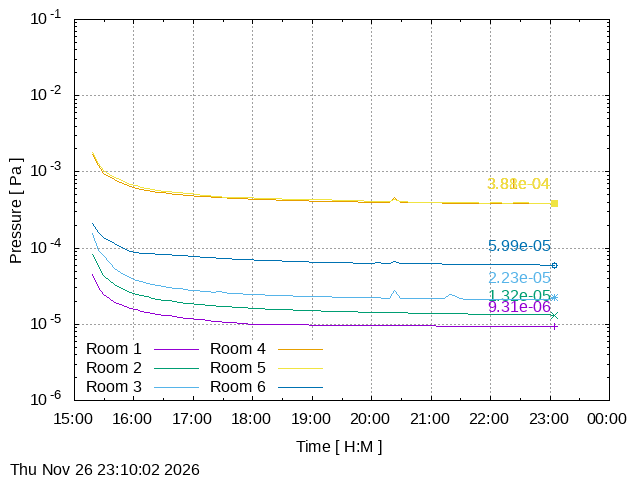 10^-1
10^-2
10^-3
10^-4
10^-5
10^-6
Pressure [ Pa ]
5.99e-05
2.23e-05
1.32e-05
9.31e-06
Room 1 Room 4
Room 2 Room 5
Room 3 Room 6
15:00 16:00 17:00 18:00 19:00 20:00 21:00 22:00 23:00 00:00
Time [ H:M ]
Thu Nov 26 23:10:02 2026